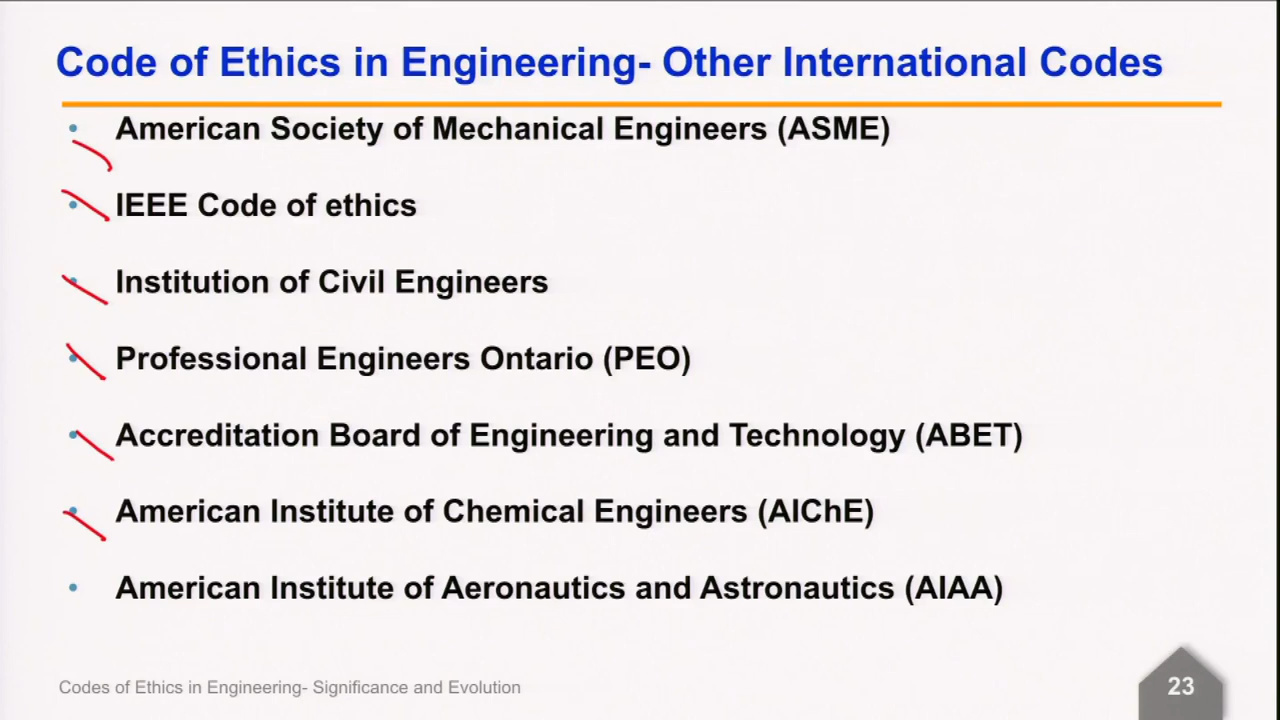 Code of Ethics in Engineering- Other International Codes
• American Society of Mechanical Engineers (ASME)
• IEEE Code of ethics
• Institution of Civil Engineers
• Professional Engineers Ontario (PEO)
• Accreditation Board of Engineering and Technology (ABET)
• American Institute of Chemical Engineers (AIChE)
• American Institute of Aeronautics and Astronautics (AIAA)
Codes of Ethics in Engineering- Significance and Evolution
23